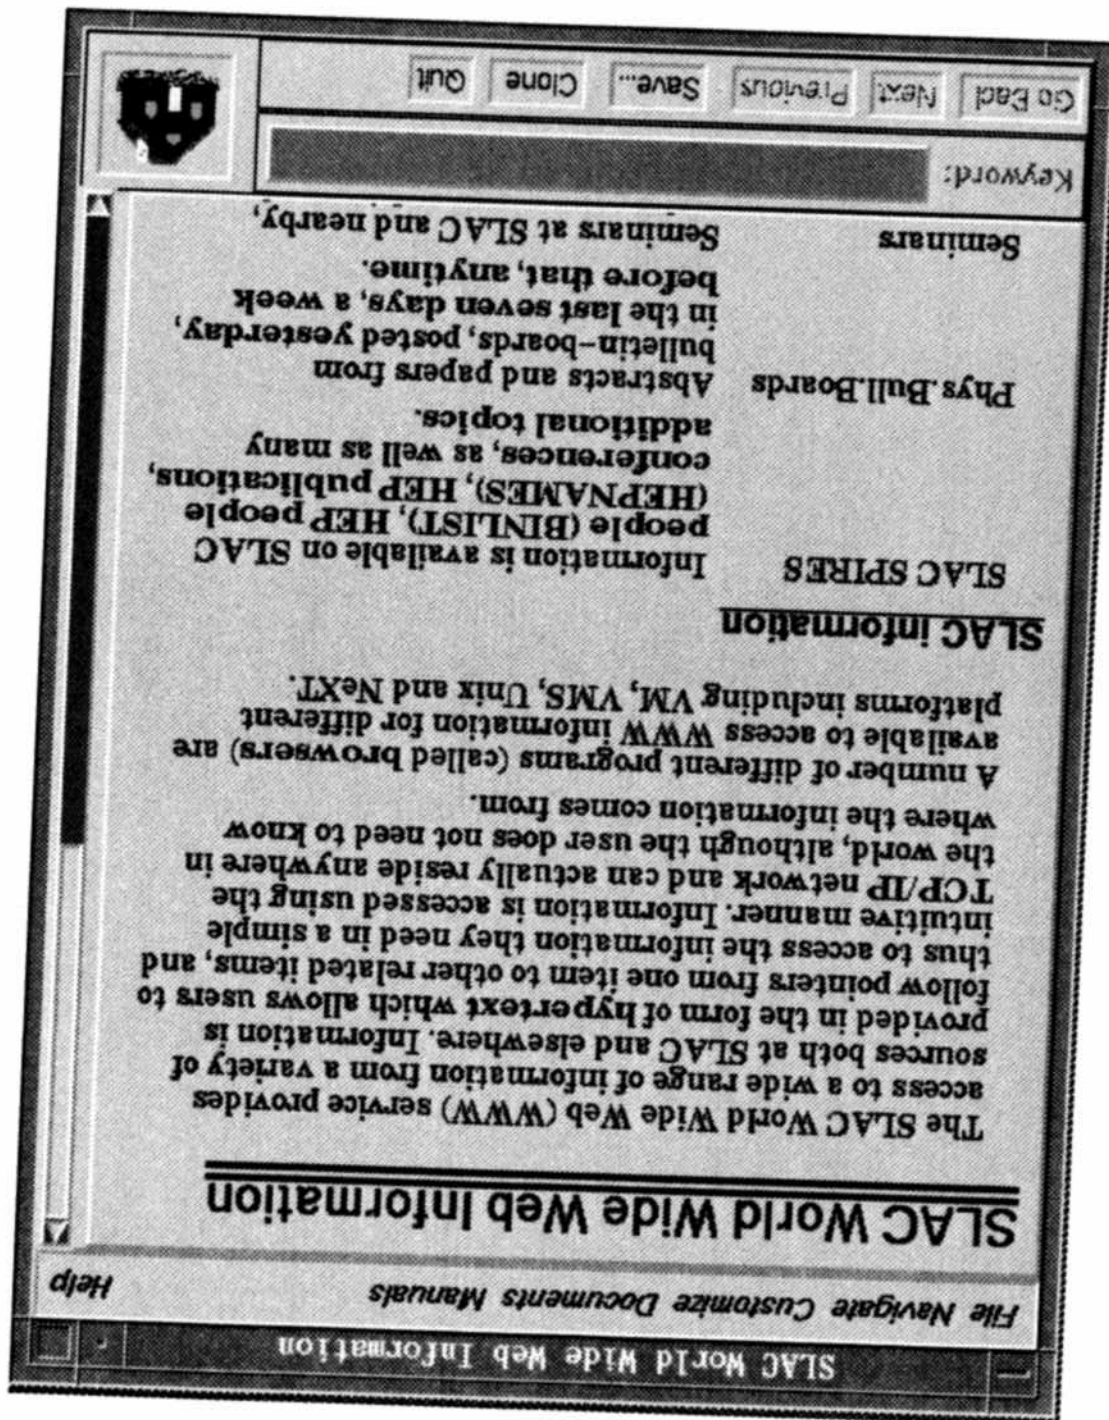 SLAC World Wide Web Information
File Navigate Customize Documents Manuals Help
SLAC World Wide Web Information
The SLAC World Wide Web (WWW) service provides
access to a wide range of information from a variety of
sources both at SLAC and elsewhere. Information is
provided in the form of hypertext which allows users to
follow pointers from one item to other related items, and
thus to access the information they need in a simple
intuitive manner. Information is accessed using the
TCP/IP network and can actually reside anywhere in
the world, although the user does not need to know
where the information comes from.
A number of different programs (called browsers) are
available to access WWW information for different
platforms including VM, VMS, Unix and NeXT.
SLAC information
SLAC SPIRES Information is available on SLAC
people (BINLIST), HEP people
(HEPNAMES), HEP publications,
conferences, as well as many
additional topics.
Phys.Bull.Boards Abstracts and papers from
bulletin-boards, posted yesterday,
in the last seven days, a week
before that, anytime.
Seminars Seminars at SLAC and nearby,
Keyword:
Go Back Next Previous Save... Clone Quit